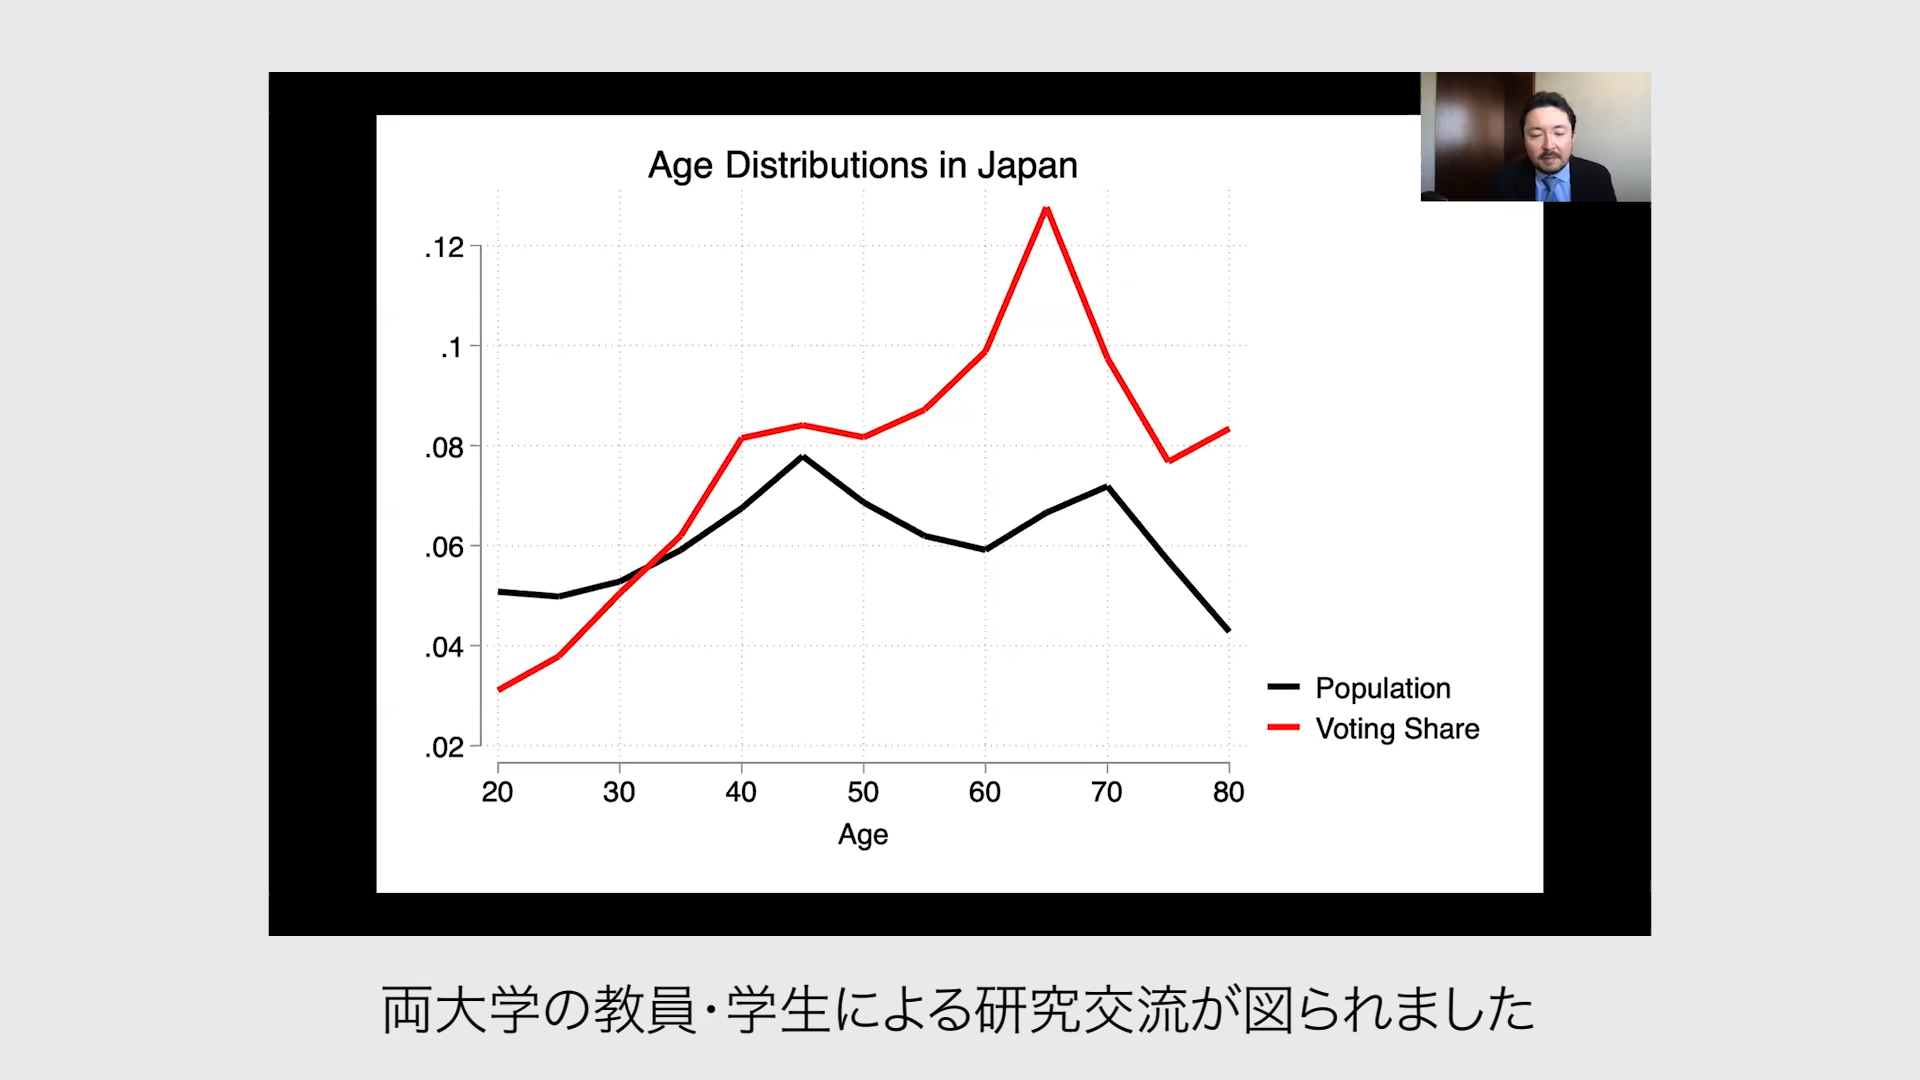 Age Distributions in Japan
.12
.1
.08
.06
.04
.02
20 30 40 50 60 70 80
Age
Population
Voting Share
両大学の教員・学生による研究交流が図られました